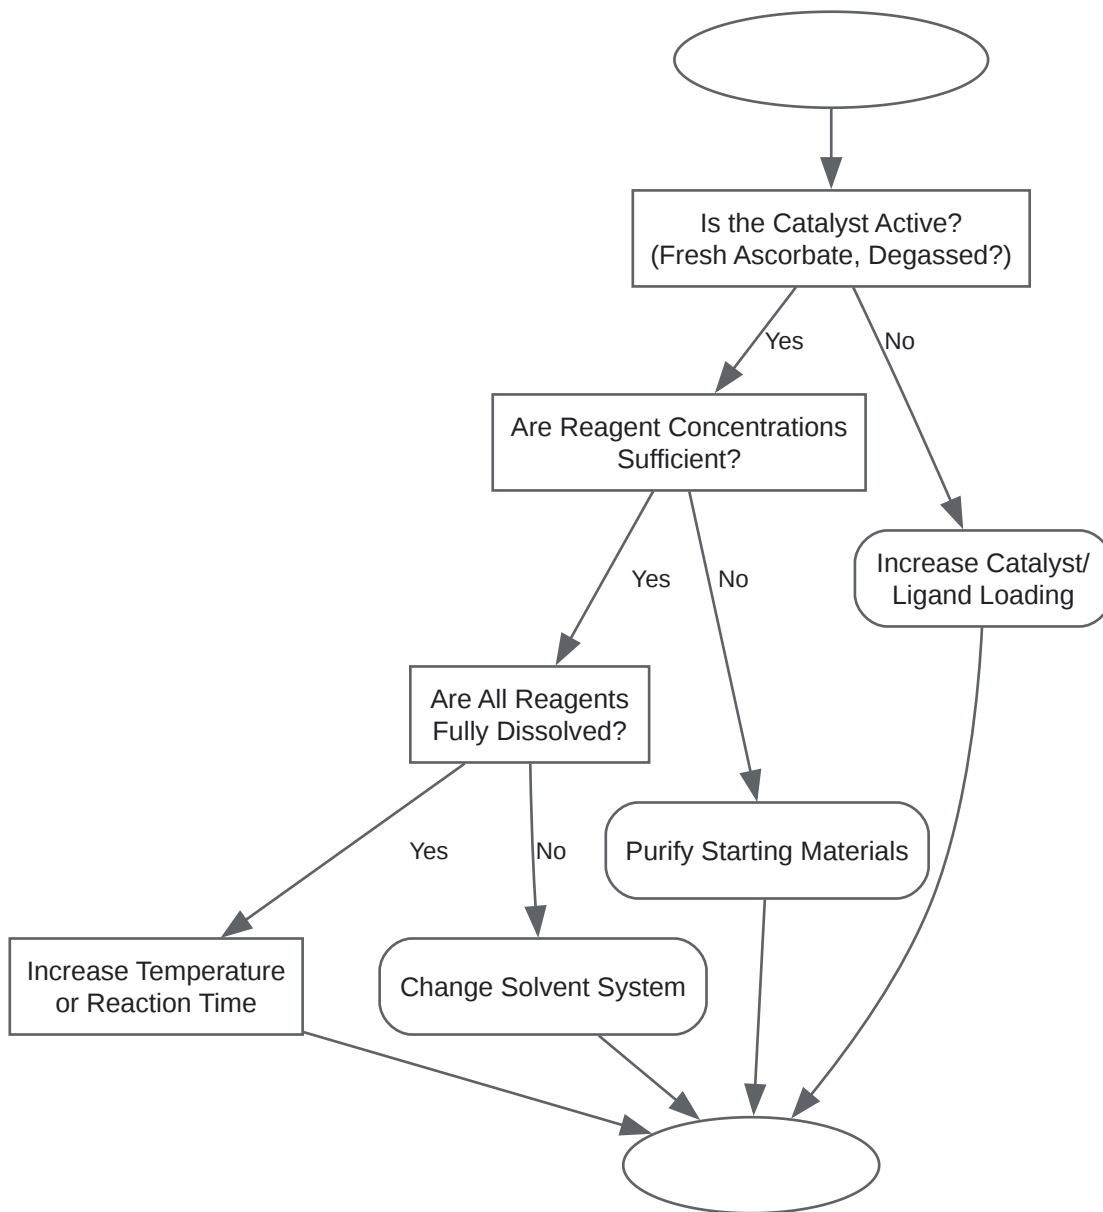 Is the Catalyst Active?
(Fresh Ascorbate, Degassed?)
Yes
No
Are Reagent Concentrations
Sufficient?
Increase Catalyst/
Ligand Loading
Yes
No
Are All Reagents
Fully Dissolved?
Purify Starting Materials
Yes
No
Increase Temperature
or Reaction Time
Change Solvent System